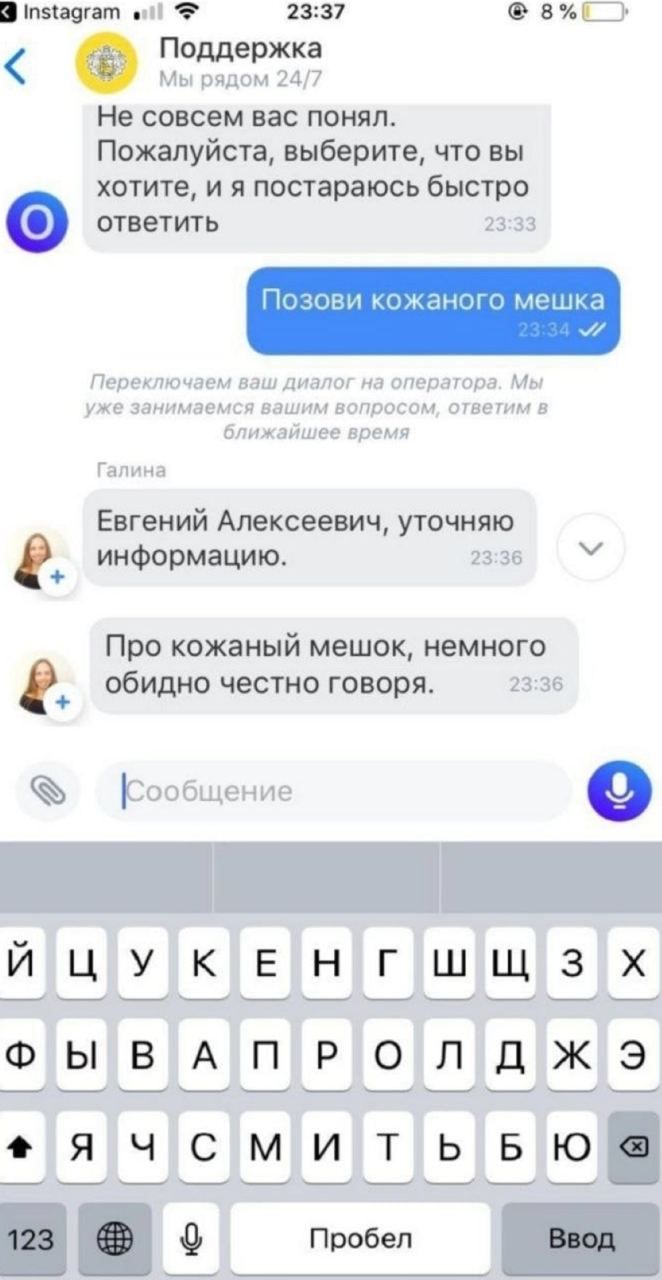 Instagram 23:37 8 %
Поддержка
Мы рядом 24/7
Не совсем вас понял.
Пожалуйста, выберите, что вы
хотите, и я постараюсь быстро
ответить 23:33
О
Позови кожаного мешка
23:34
Переключаем ваш диалог на оператора. Мы
уже занимаемся вашим вопросом, ответим в
ближайшее время
Галина
Евгений Алексеевич, уточняю
информацию. 23:36
Про кожаный мешок, немного
обидно честно говоря. 23:36
Сообщение
Й Ц У К Е Н Г Ш Щ З Х
Ф Ы В А П Р О Л Д Ж Э
Я Ч С М И Т Ь Б Ю
123 Пробел Ввод